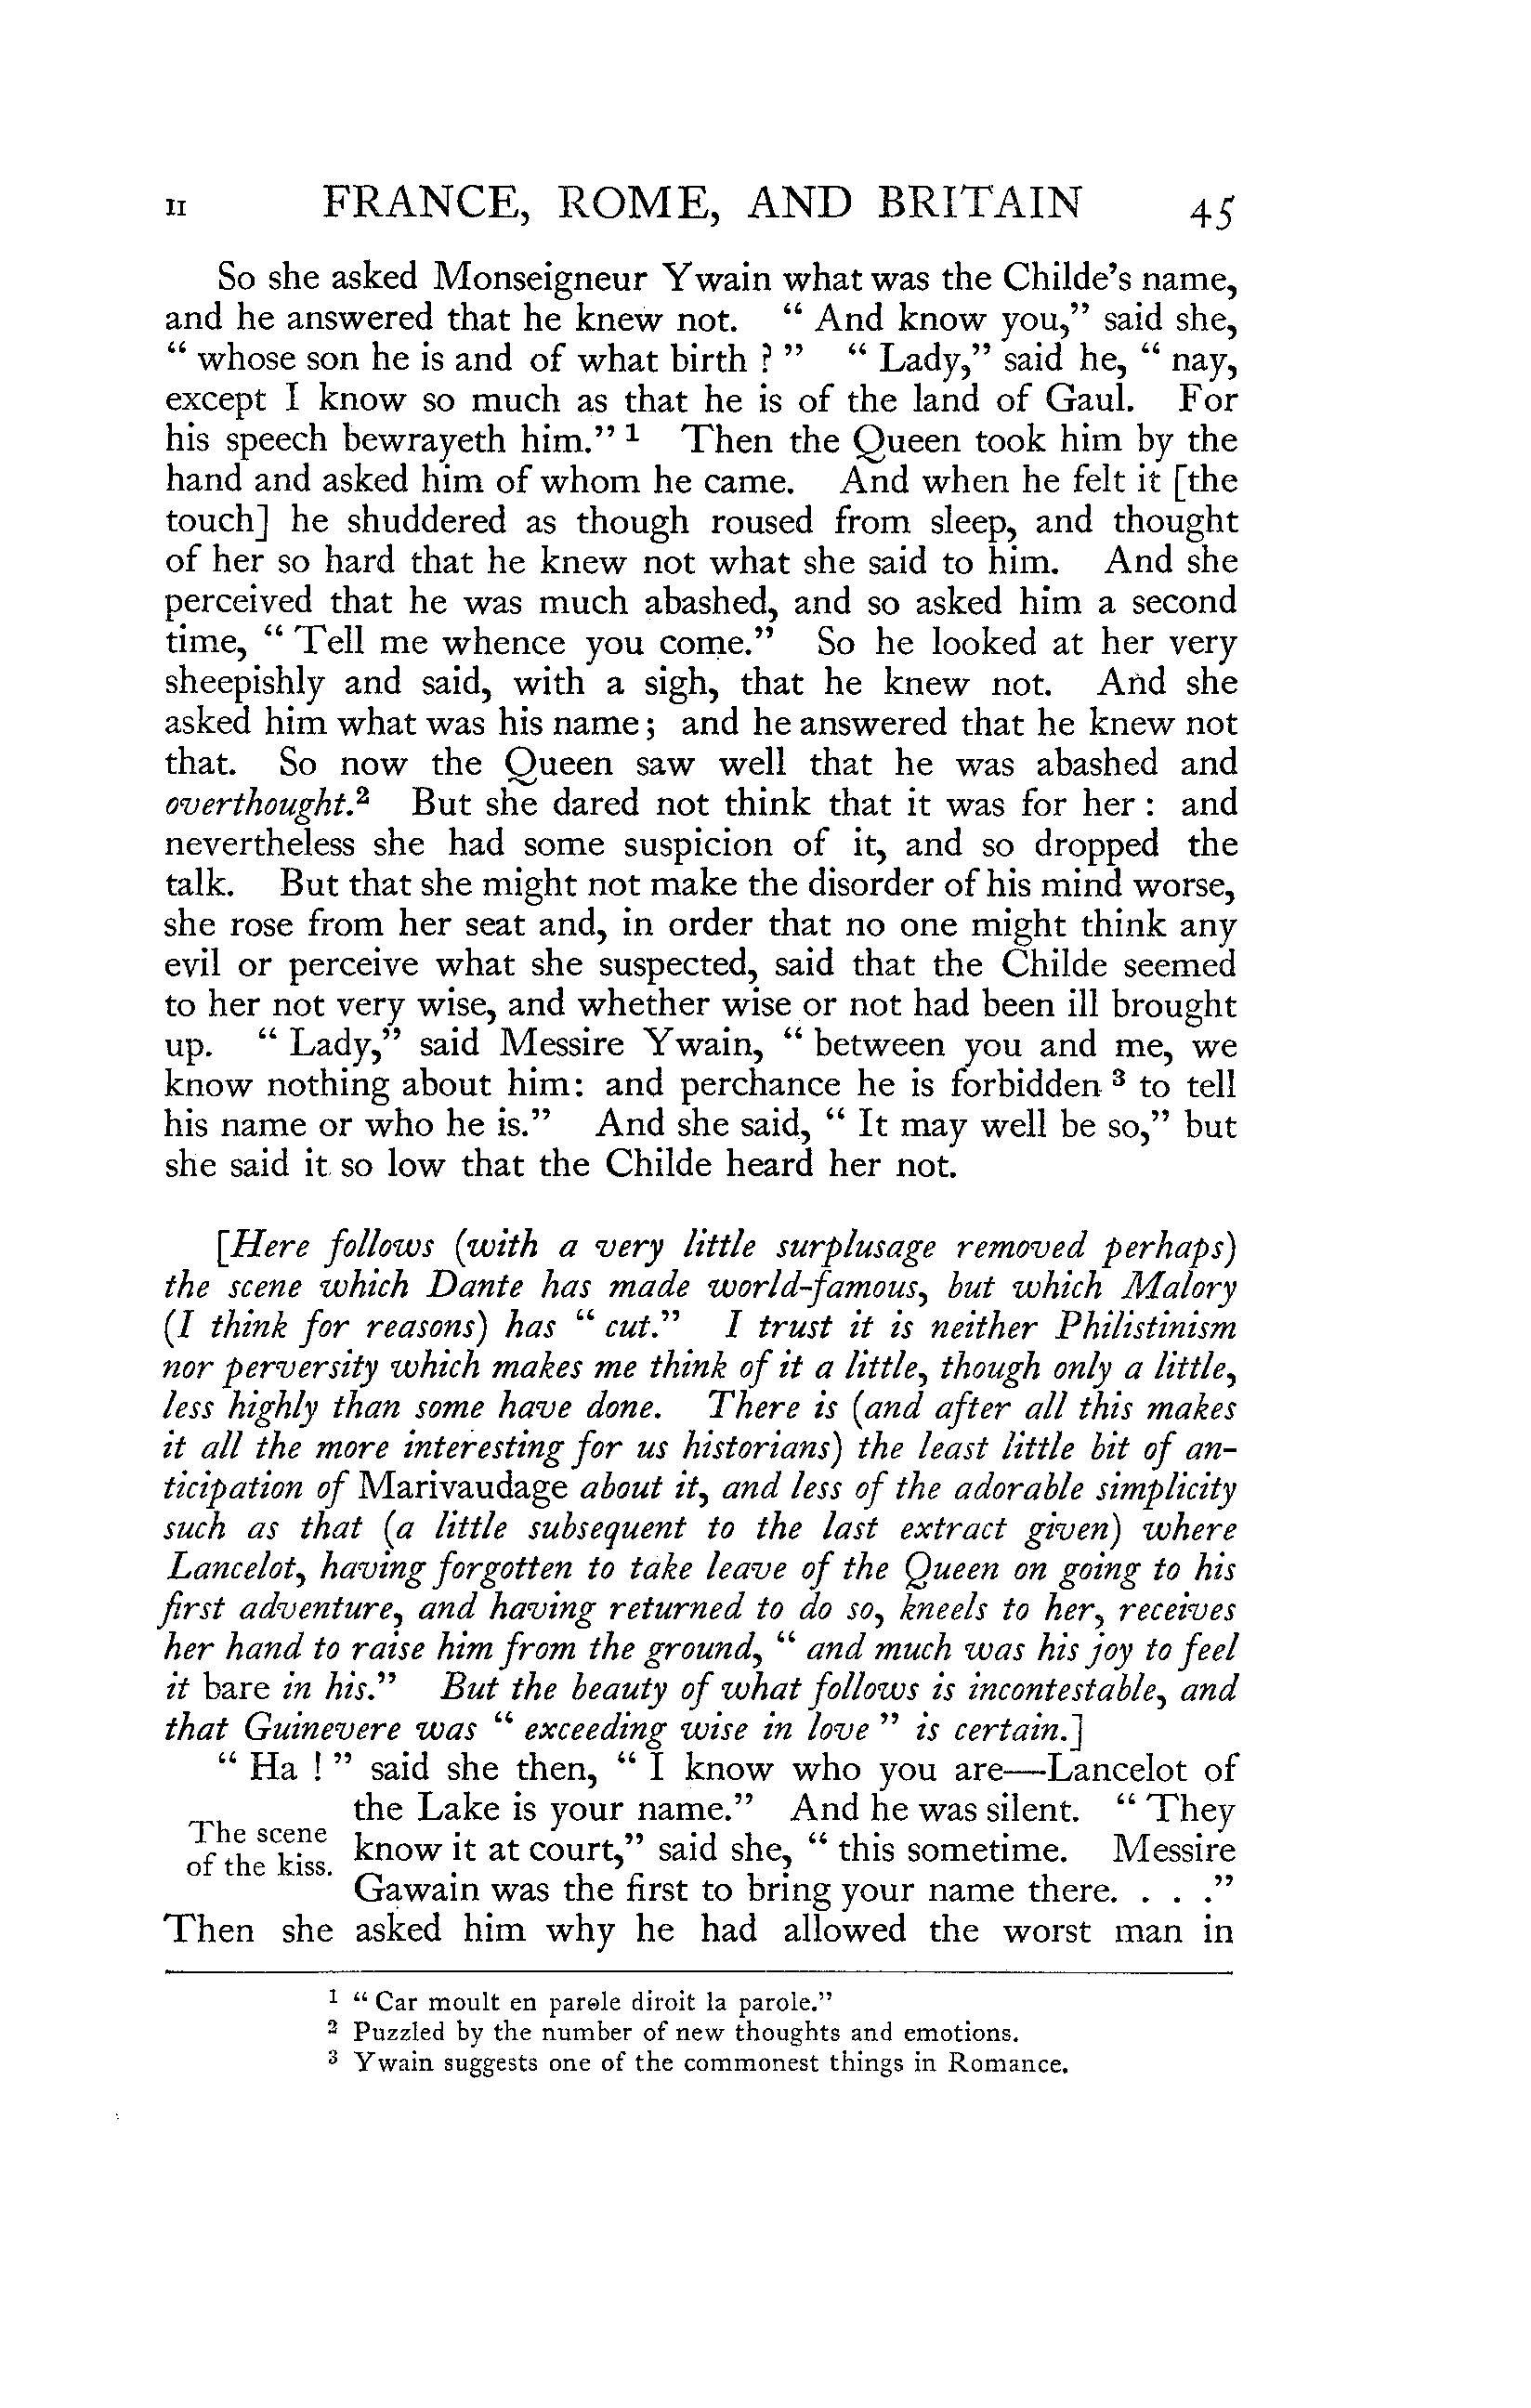 II FRANCE, ROME, AND BRITAIN 45
So she asked Monseigneur Ywain what was the Childe's name,
and he answered that he knew not. “ And know you,” said she,
“ whose son he is and of what birth ? ” “ Lady,” said he, “ nay,
except I know so much as that he is of the land of Gaul. For
his speech bewrayeth him.” 1 Then the Queen took him by the
hand and asked him of whom he came. And when he felt it [the
touch] he shuddered as though roused from sleep, and thought
of her so hard that he knew not what she said to him. And she
perceived that he was much abashed, and so asked him a second
time, “ Tell me whence you come.” So he looked at her very
sheepishly and said, with a sigh, that he knew not. And she
asked him what was his name ; and he answered that he knew not
that. So now the Queen saw well that he was abashed and
overthought.2 But she dared not think that it was for her : and
nevertheless she had some suspicion of it, and so dropped the
talk. But that she might not make the disorder of his mind worse,
she rose from her seat and, in order that no one might think any
evil or perceive what she suspected, said that the Childe seemed
to her not very wise, and whether wise or not had been ill brought
up. “ Lady,” said Messire Ywain, “ between you and me, we
know nothing about him: and perchance he is forbidden 3 to tell
his name or who he is.” And she said, “ It may well be so,” but
she said it so low that the Childe heard her not.
[Here follows (with a very little surplusage removed perhaps)
the scene which Dante has made world-famous, but which Malory
(I think for reasons) has “ cut.” I trust it is neither Philistinism
nor perversity which makes me think of it a little, though only a little,
less highly than some have done. There is (and after all this makes
it all the more interesting for us historians) the least little bit of an-
ticipation of Marivaudage about it, and less of the adorable simplicity
such as that (a little subsequent to the last extract given) where
Lancelot, having forgotten to take leave of the Queen on going to his
first adventure, and having returned to do so, kneels to her, receives
her hand to raise him from the ground, “ and much was his joy to feel
it bare in his.” But the beauty of what follows is incontestable, and
that Guinevere was “ exceeding wise in love ” is certain.]
“ Ha ! ” said she then, “ I know who you are—Lancelot of
the Lake is your name.” And he was silent. “ They
The scene
of the kiss.
know it at court,” said she, “ this sometime. Messire
Gawain was the first to bring your name there. . . .”
Then she asked him why he had allowed the worst man in
1 “ Car moult en parole diroit la parole.”
2 Puzzled by the number of new thoughts and emotions.
3 Ywain suggests one of the commonest things in Romance.